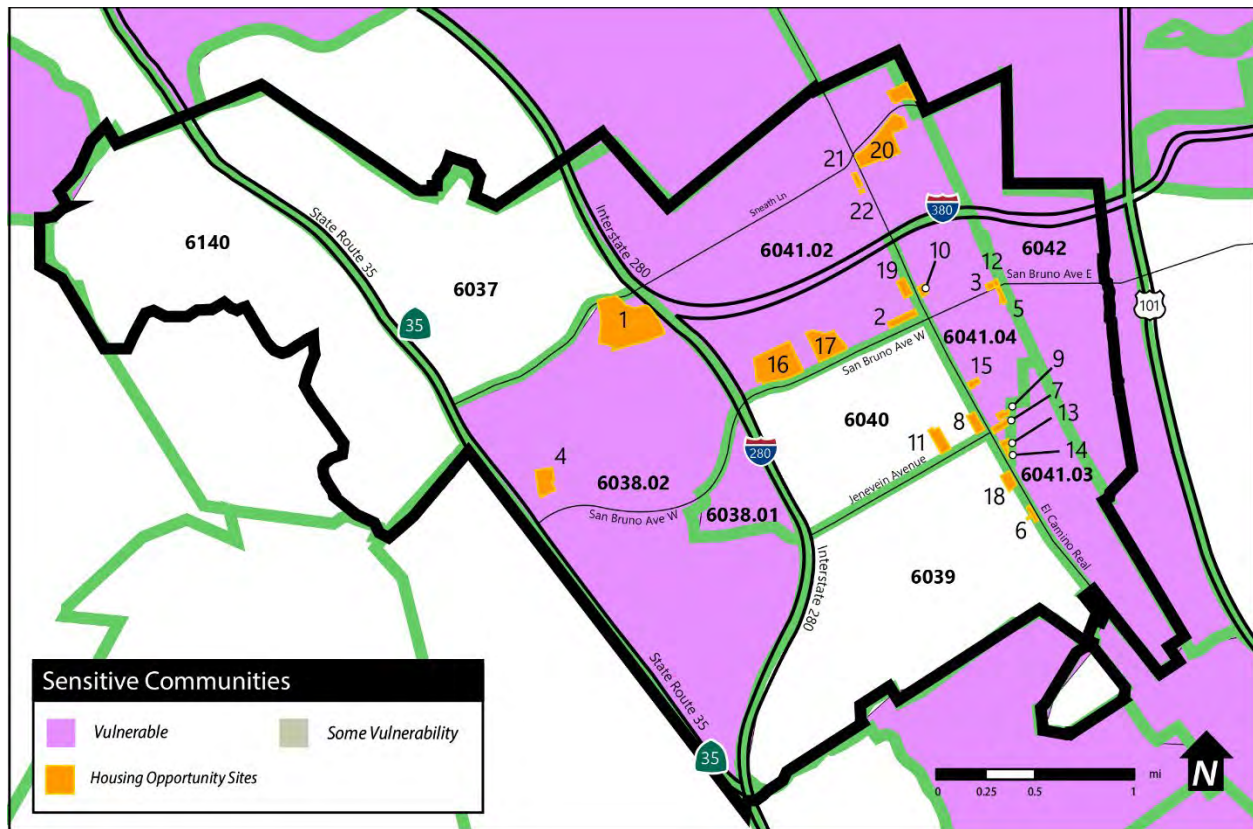 21
20
Sneath Ln
22
380
6140
State Route 35
Interstate 280
6041.02
10
6042
19
12
San Bruno Ave E
6037
3
101
35
1
2
5
6041.04
16
17
San Bruno Ave W
15
9
7
6040
8
13
11
14
280
4
6038.02
Jenevein Avenue
6041.03
San Bruno Ave W
6038.01
18
El Camino Real
6
Interstate 280
6039
State Route 35
35
Sensitive Communities
Vulnerable
Some Vulnerability
Housing Opportunity Sites
mi
0 0.25 0.5 1
N